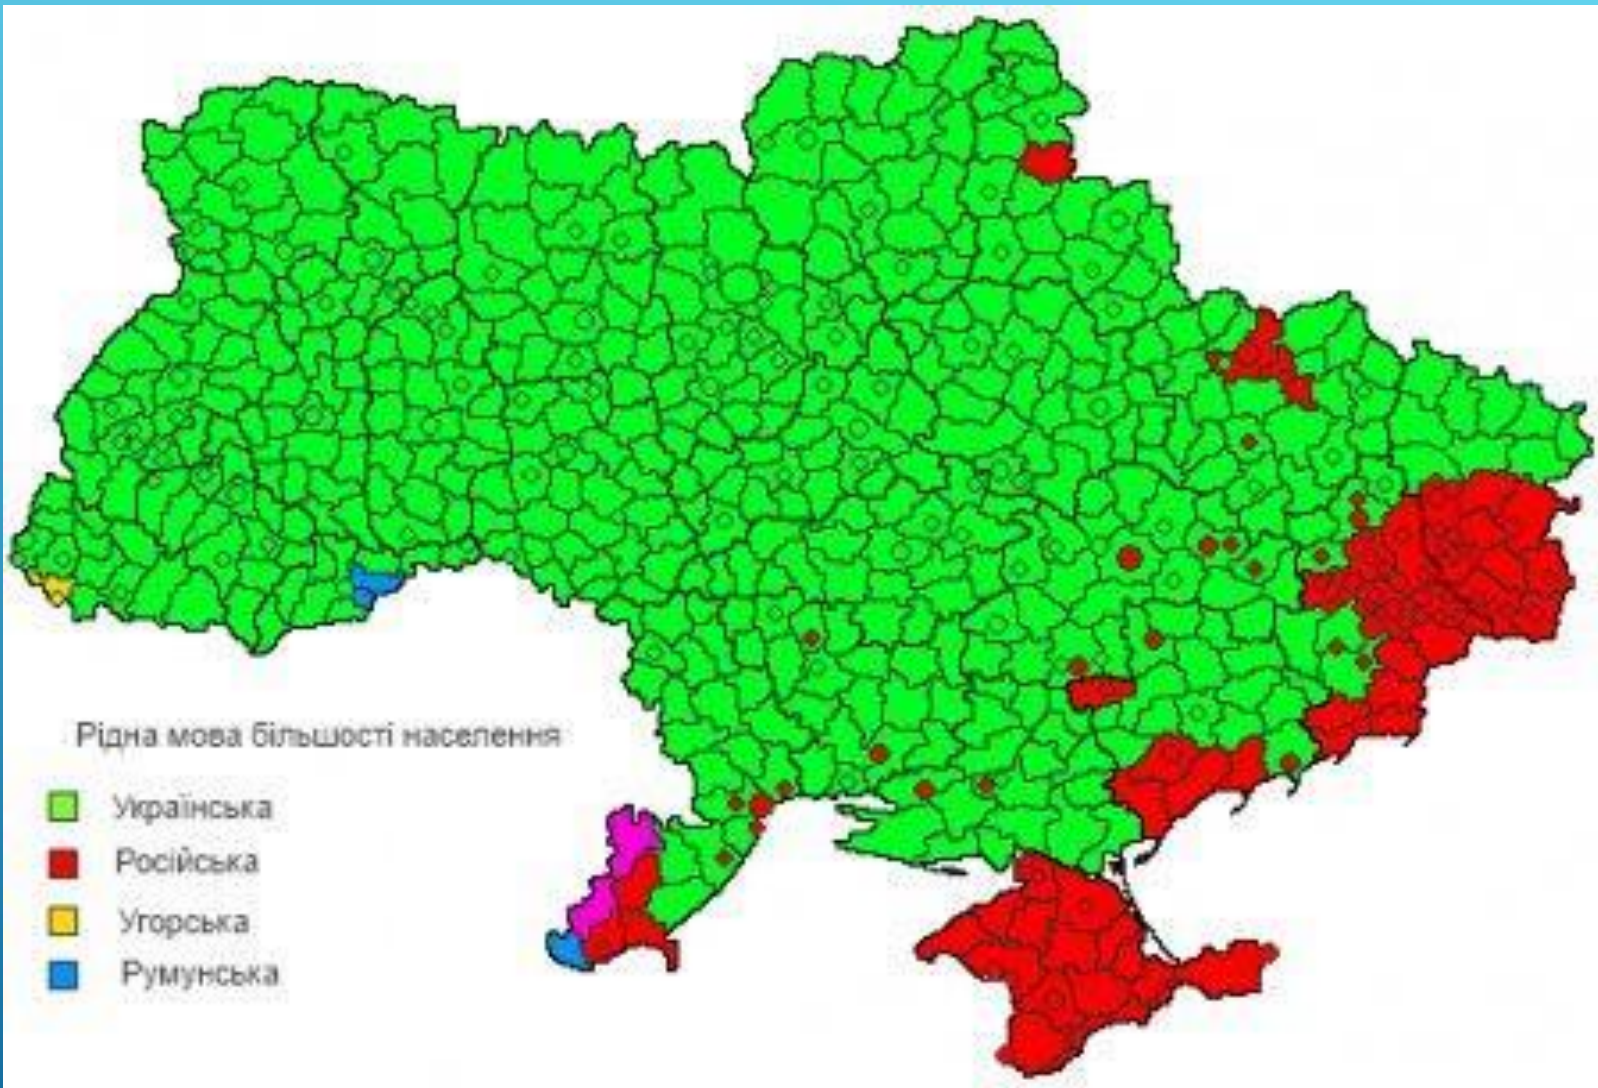 Рідна мова більшості населення
Українська
Російська
Угорська
Румунська